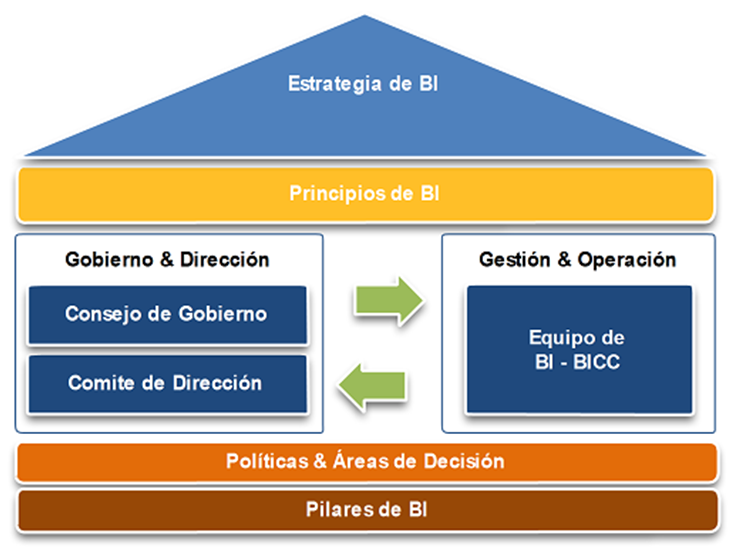 Estrategia de BI
Principios de BI
Gobierno & Dirección
Consejo de Gobierno
Comite de Dirección
Gestión & Operación
Equipo de
BI - BICC
Políticas & Áreas de Decisión
Pilares de BI